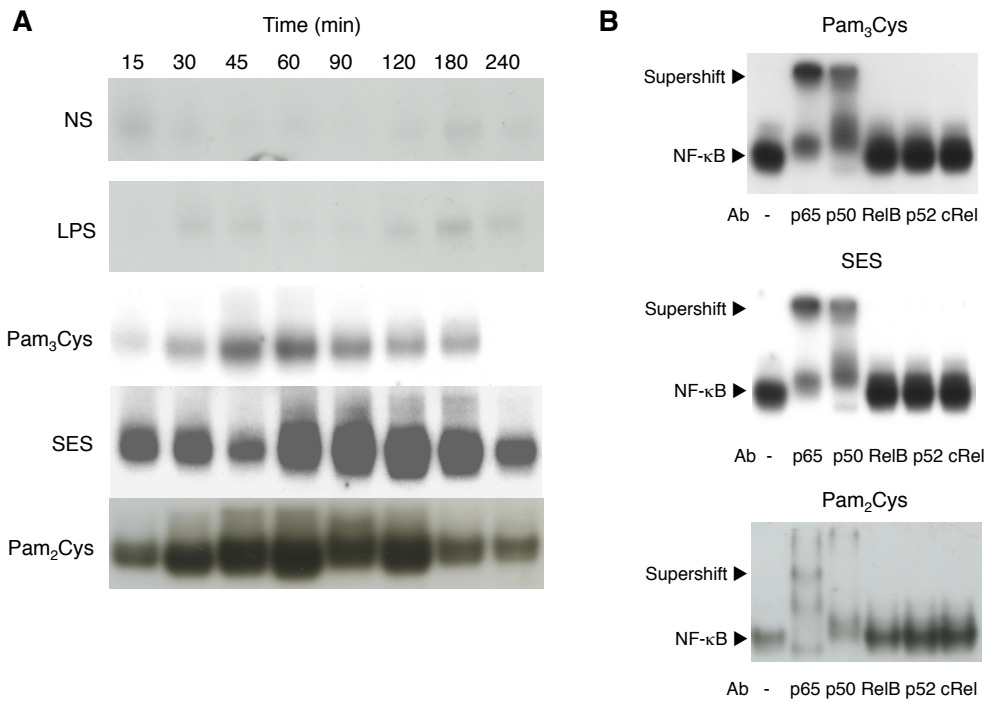 A
Time (min)
15 30 45 60 90 120 180 240
NS
LPS
Pam3Cys
SES
Pam2Cys
B
Pam3Cys
Supershift
NF-κB
Ab - p65 p50 RelB p52 cRel
SES
Supershift
NF-κB
Ab - p65 p50 RelB p52 cRel
Pam2Cys
Supershift
NF-κB
Ab - p65 p50 RelB p52 cRel